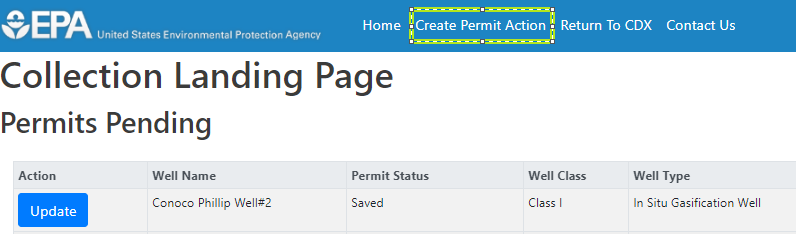 EPA United States Environmental Protection Agency Home Create Permit Action Return To CDX Contact Us
Collection Landing Page
Permits Pending
Action Well Name Permit Status Well Class Well Type
Update Conoco Phillip Well#2 Saved Class I In Situ Gasification Well